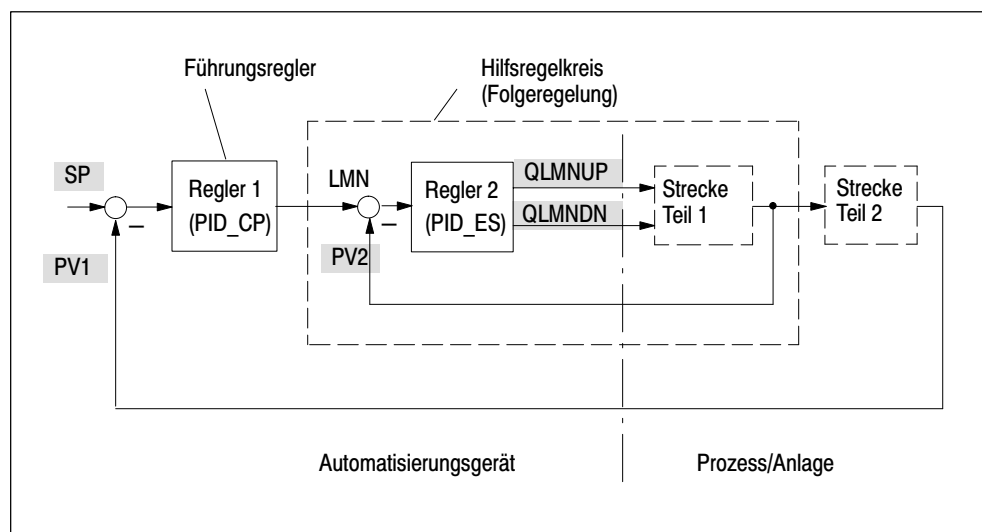 Führungsregler
Hilfsregelkreis
(Folgeregelung)
SP
Regler 1
(PID_CP)
LMN
Regler 2
(PID_ES)
QLMNUP
QLMNDN
Strecke
Teil 1
Strecke
Teil 2
–
–
PV1
PV2
Automatisierungsgerät
Prozess/Anlage